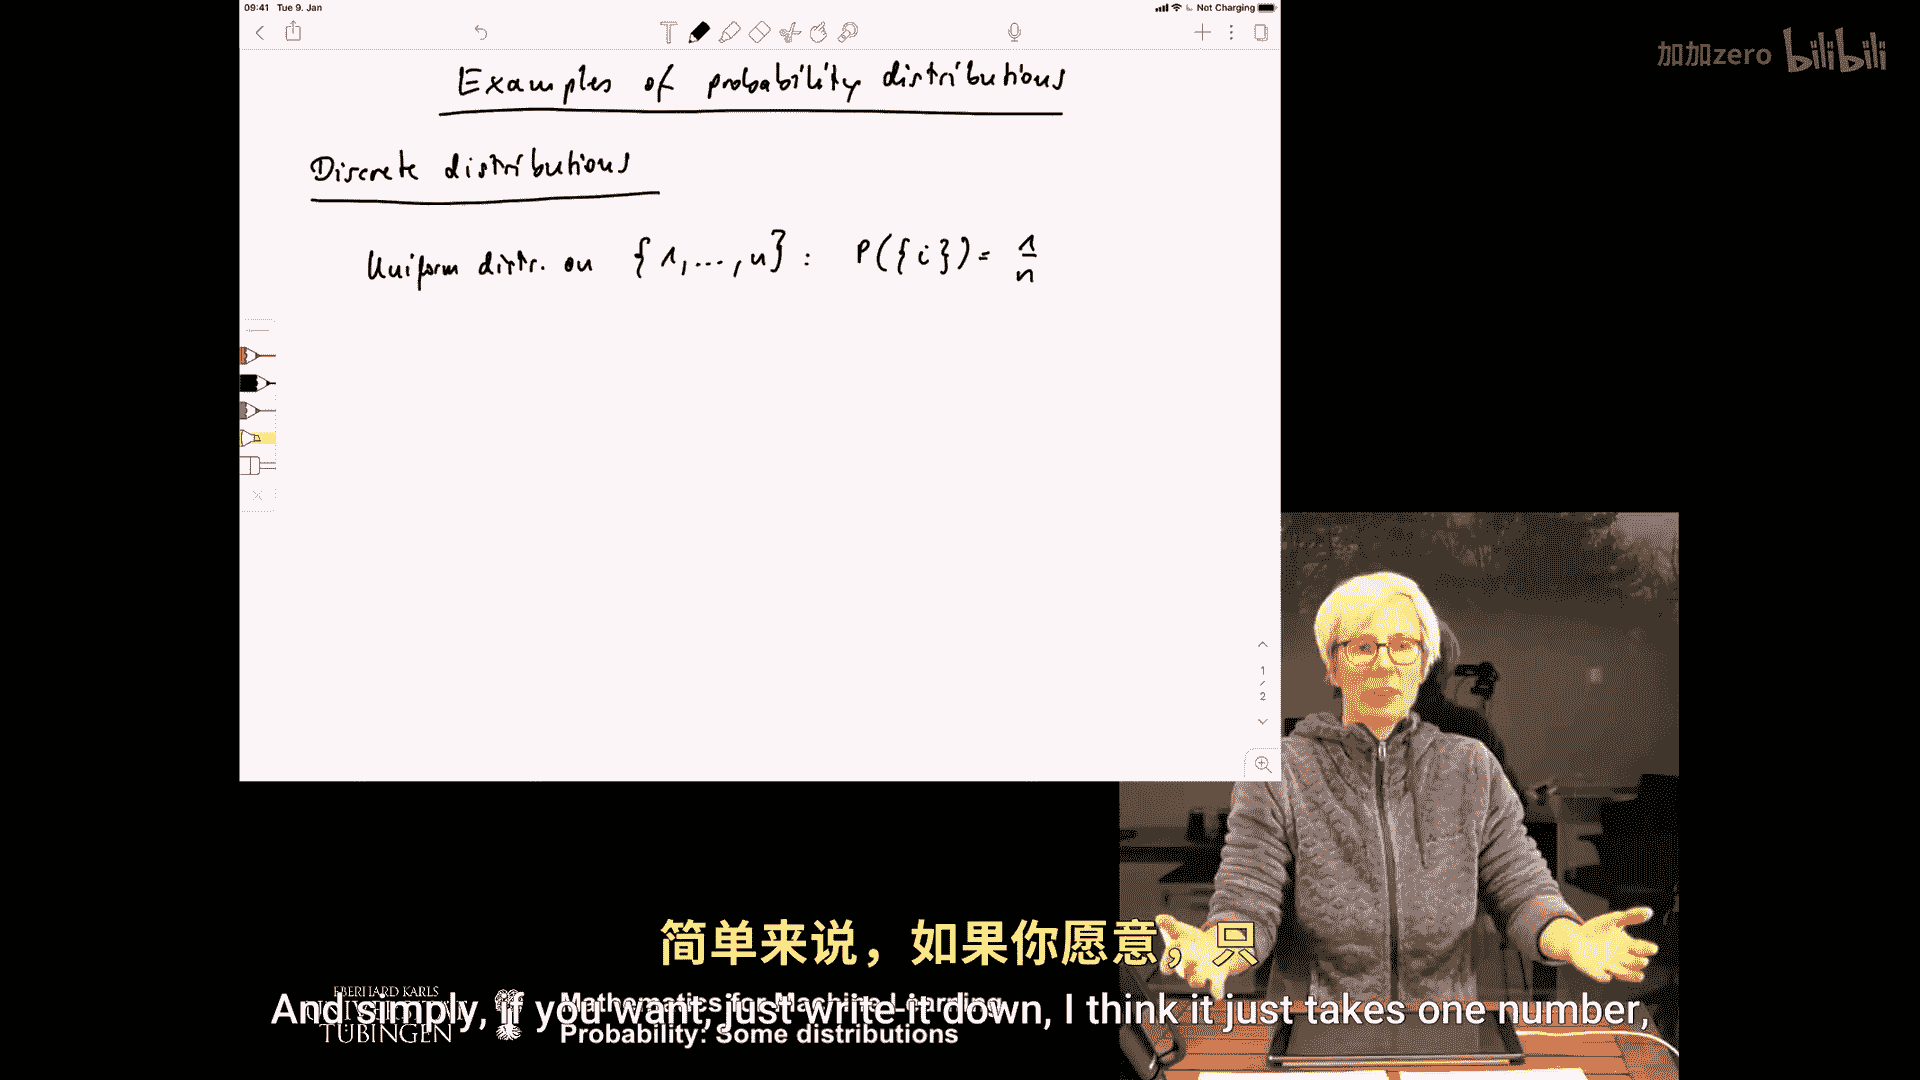 09:41 Tue 9. Jan
Not Charging
加加zero bilibili
Examples of probability distributions
Discrete distributions
Uniform distr. on {1,...,n}: P({i}) = 1/n
1
2
简单来说，如果你愿意，只
And simply, if you want, just write it down, I think it just takes one number,
EBERHARD KARLS
UNIVERSITÄT
TÜBINGEN
Mathematics for Machine Learning
Probability: Some distributions